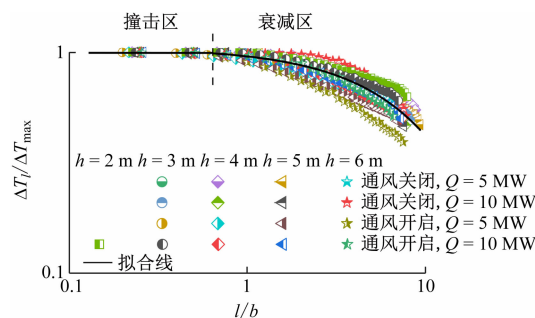 撞击区 衰减区
1
ΔT_l/ΔT_max
h = 2 m h = 3 m h = 4 m h = 5 m h = 6 m
通风关闭, Q = 5 MW
通风关闭, Q = 10 MW
通风开启, Q = 5 MW
通风开启, Q = 10 MW
拟合线
0.1
0.1 1 10
l/b